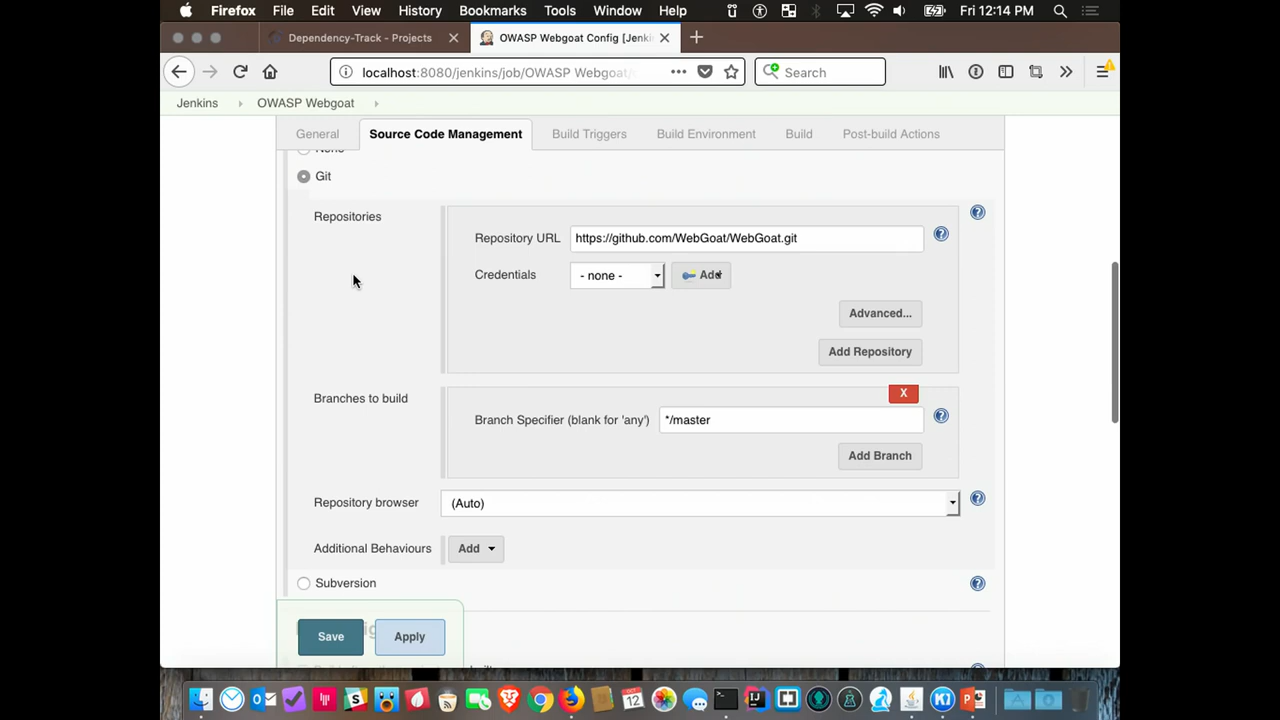 Firefox File Edit View History Bookmarks Tools Window Help Fri 12:14 PM
Dependency-Track - Projects OWASP Webgoat Config [Jenki
localhost:8080/jenkins/job/OWASP Webgoat/ Search
Jenkins OWASP Webgoat
General Source Code Management Build Triggers Build Environment Build Post-build Actions
None
Git
Repositories
Repository URL https://github.com/WebGoat/WebGoat.git
Credentials - none - Add
Advanced...
Add Repository
Branches to build X
Branch Specifier (blank for 'any') */master
Add Branch
Repository browser (Auto)
Additional Behaviours Add
Subversion
Save Apply